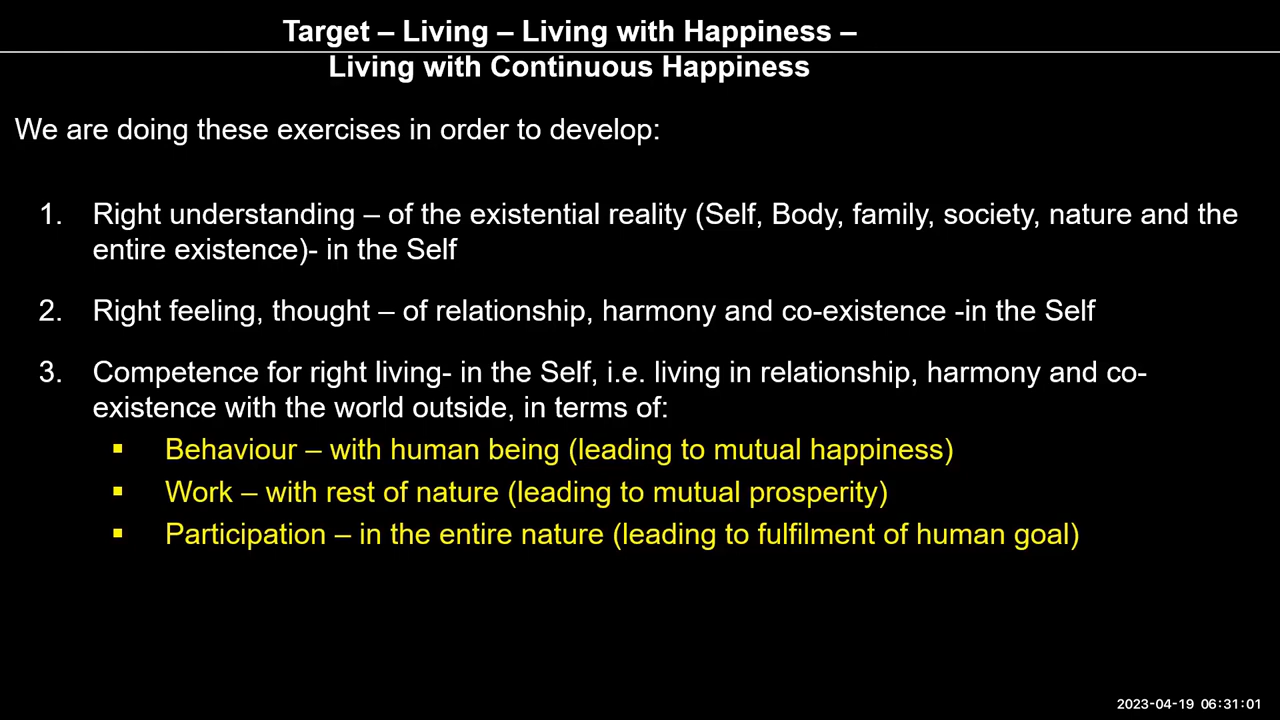 Target – Living – Living with Happiness –
Living with Continuous Happiness
We are doing these exercises in order to develop:
1. Right understanding – of the existential reality (Self, Body, family, society, nature and the
entire existence)- in the Self
2. Right feeling, thought – of relationship, harmony and co-existence -in the Self
3. Competence for right living- in the Self, i.e. living in relationship, harmony and co-
existence with the world outside, in terms of:
▪ Behaviour – with human being (leading to mutual happiness)
▪ Work – with rest of nature (leading to mutual prosperity)
▪ Participation – in the entire nature (leading to fulfilment of human goal)
2023-04-19 06:31:01